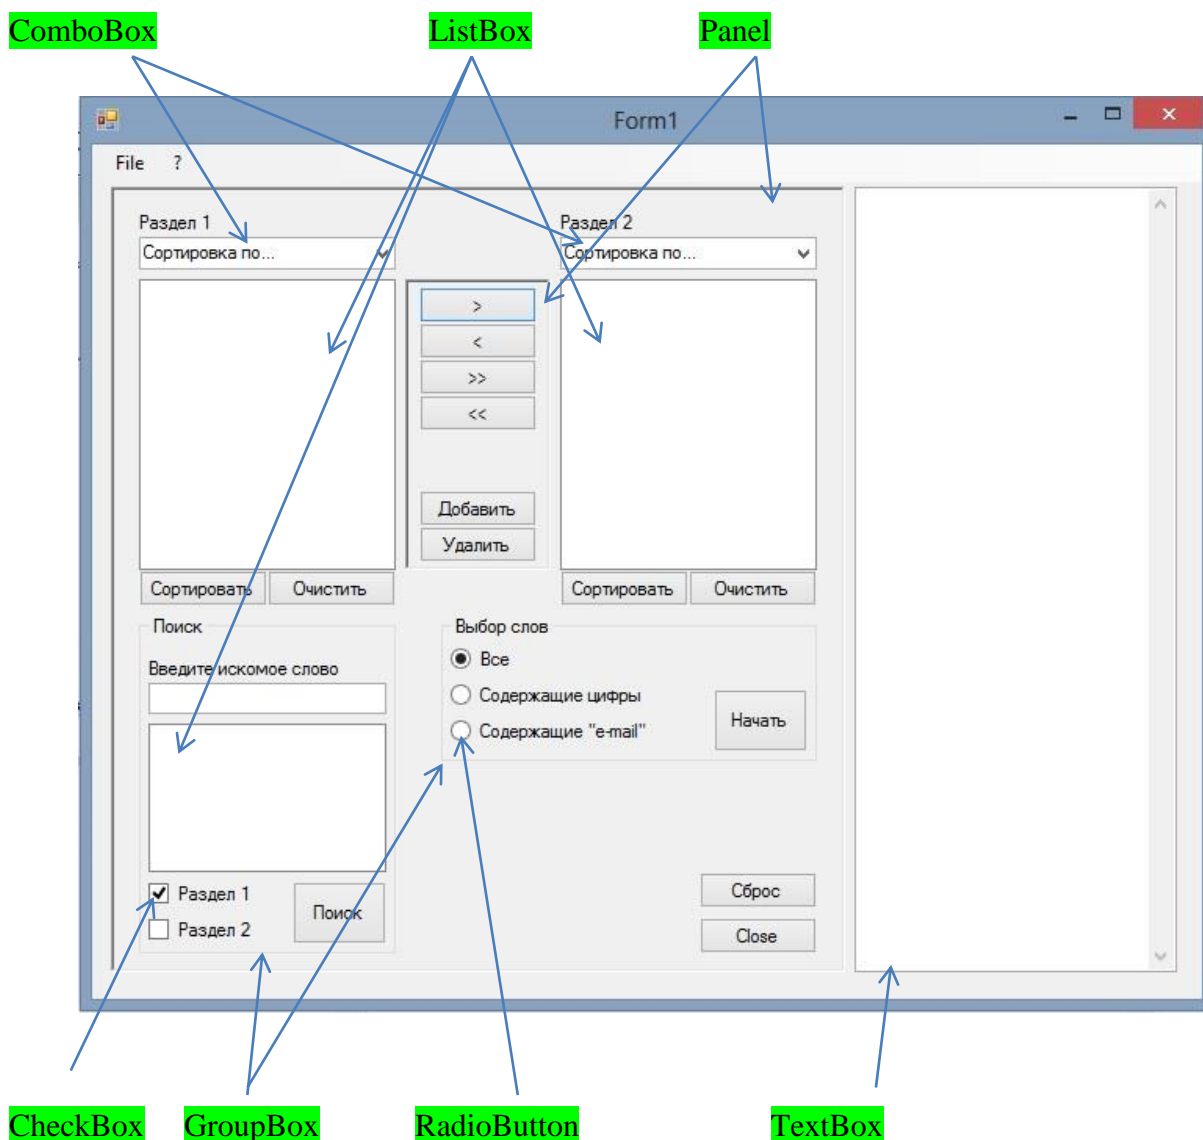 ComboBox ListBox Panel
Form1
File ?
Раздел 1 Раздел 2
Сортировка по... Сортировка по...
>
<
>>
<<
Добавить
Удалить
Сортировать Очистить Сортировать Очистить
Поиск Выбор слов
Все
Введите искомое слово
Содержащие цифры
Начать
Содержащие "e-mail"
Раздел 1 Сброс
Поиск
Раздел 2 Close
CheckBox GroupBox RadioButton TextBox